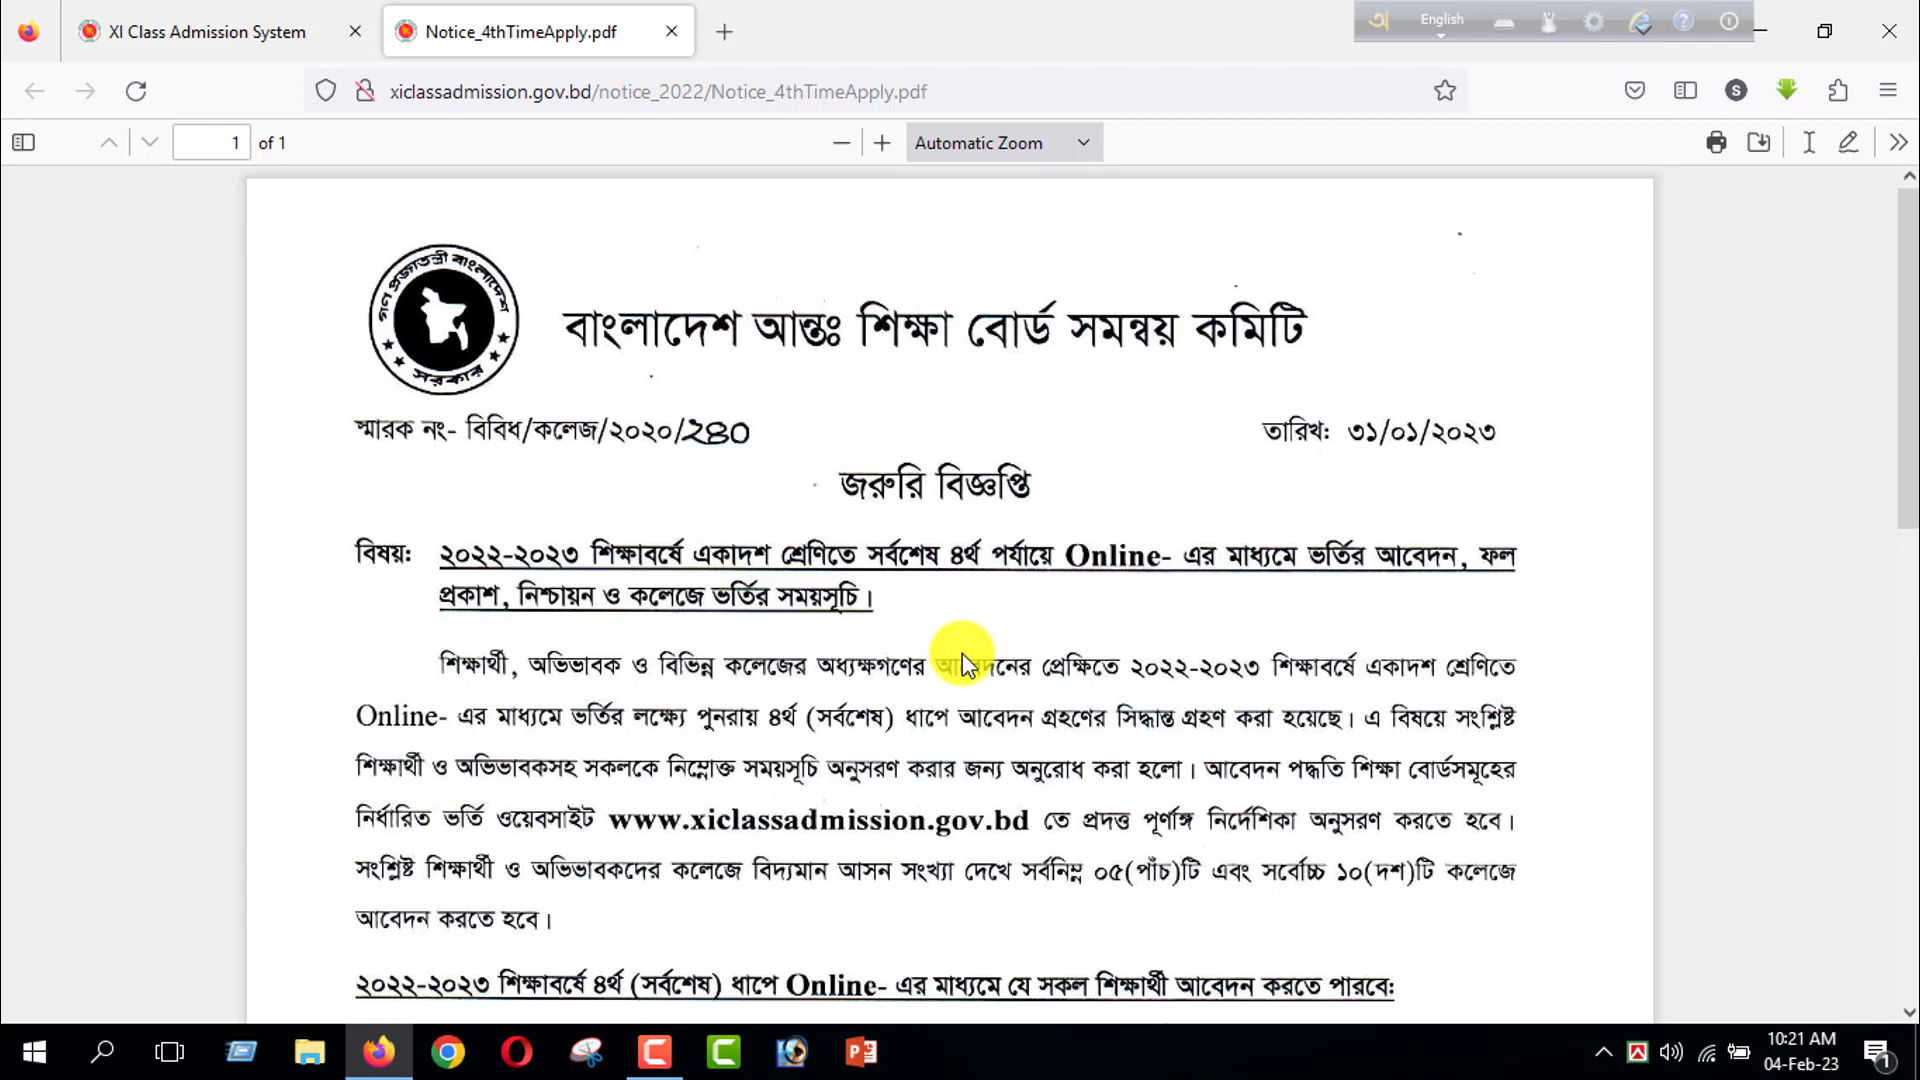 XI Class Admission System
Notice_4thTimeApply.pdf
English
xiclassadmission.gov.bd/notice_2022/Notice_4thTimeApply.pdf
1 of 1
Automatic Zoom
গণ প্রজাতন্ত্রী বাংলাদেশ
সরকার
বাংলাদেশ আন্তঃ শিক্ষা বোর্ড সমন্বয় কমিটি
স্মারক নং- বিবিধ/কলেজ/২০২০/২৪০
তারিখ: ৩১/০১/২০২৩
জরুরি বিজ্ঞপ্তি
বিষয়: ২০২২-২০২৩ শিক্ষাবর্ষে একাদশ শ্রেণিতে সর্বশেষ ৪র্থ পর্যায়ে Online- এর মাধ্যমে ভর্তির আবেদন, ফল
প্রকাশ, নিশ্চায়ন ও কলেজে ভর্তির সময়সূচি।
শিক্ষার্থী, অভিভাবক ও বিভিন্ন কলেজের অধ্যক্ষগণের আবেদনের প্রেক্ষিতে ২০২২-২০২৩ শিক্ষাবর্ষে একাদশ শ্রেণিতে
Online- এর মাধ্যমে ভর্তির লক্ষ্যে পুনরায় ৪র্থ (সর্বশেষ) ধাপে আবেদন গ্রহণের সিদ্ধান্ত গ্রহণ করা হয়েছে। এ বিষয়ে সংশ্লিষ্ট
শিক্ষার্থী ও অভিভাবকসহ সকলকে নিম্নোক্ত সময়সূচি অনুসরণ করার জন্য অনুরোধ করা হলো। আবেদন পদ্ধতি শিক্ষা বোর্ডসমূহের
নির্ধারিত ভর্তি ওয়েবসাইট www.xiclassadmission.gov.bd তে প্রদত্ত পূর্ণাঙ্গ নির্দেশিকা অনুসরণ করতে হবে।
সংশ্লিষ্ট শিক্ষার্থী ও অভিভাবকদের কলেজে বিদ্যমান আসন সংখ্যা দেখে সর্বনিম্ন ০৫(পাঁচ)টি এবং সর্বোচ্চ ১০(দশ)টি কলেজে
আবেদন করতে হবে।
২০২২-২০২৩ শিক্ষাবর্ষে ৪র্থ (সর্বশেষ) ধাপে Online- এর মাধ্যমে যে সকল শিক্ষার্থী আবেদন করতে পারবে:
10:21 AM
04-Feb-23
1